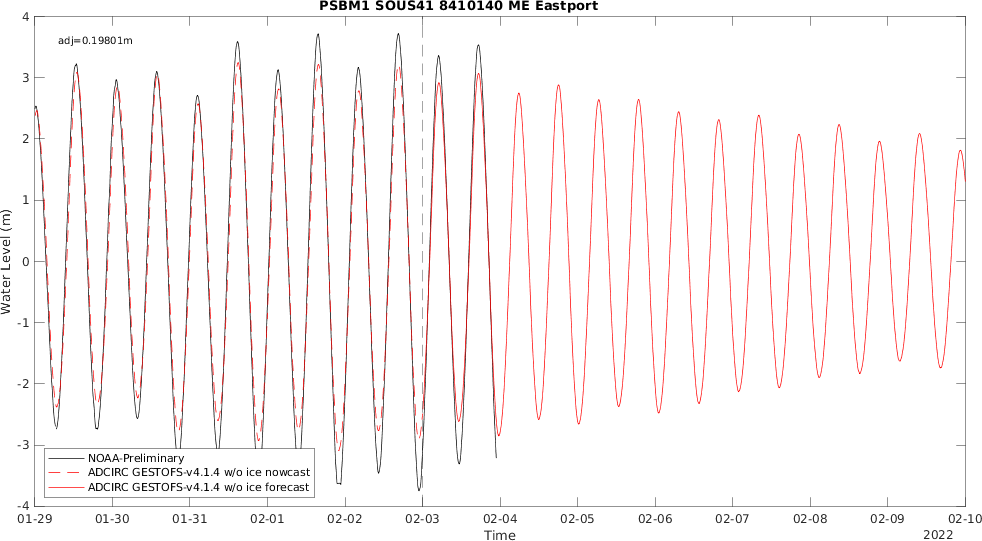 PSBM1 SOUS41 8410140 ME Eastport
adj=0.19801m
4
3
2
1
0
-1
-2
-3
-4
Water Level (m)
NOAA-Preliminary
ADCIRC GESTOFS-v4.1.4 w/o ice nowcast
ADCIRC GESTOFS-v4.1.4 w/o ice forecast
01-29 01-30 01-31 02-01 02-02 02-03 02-04 02-05 02-06 02-07 02-08 02-09 02-10
Time
2022